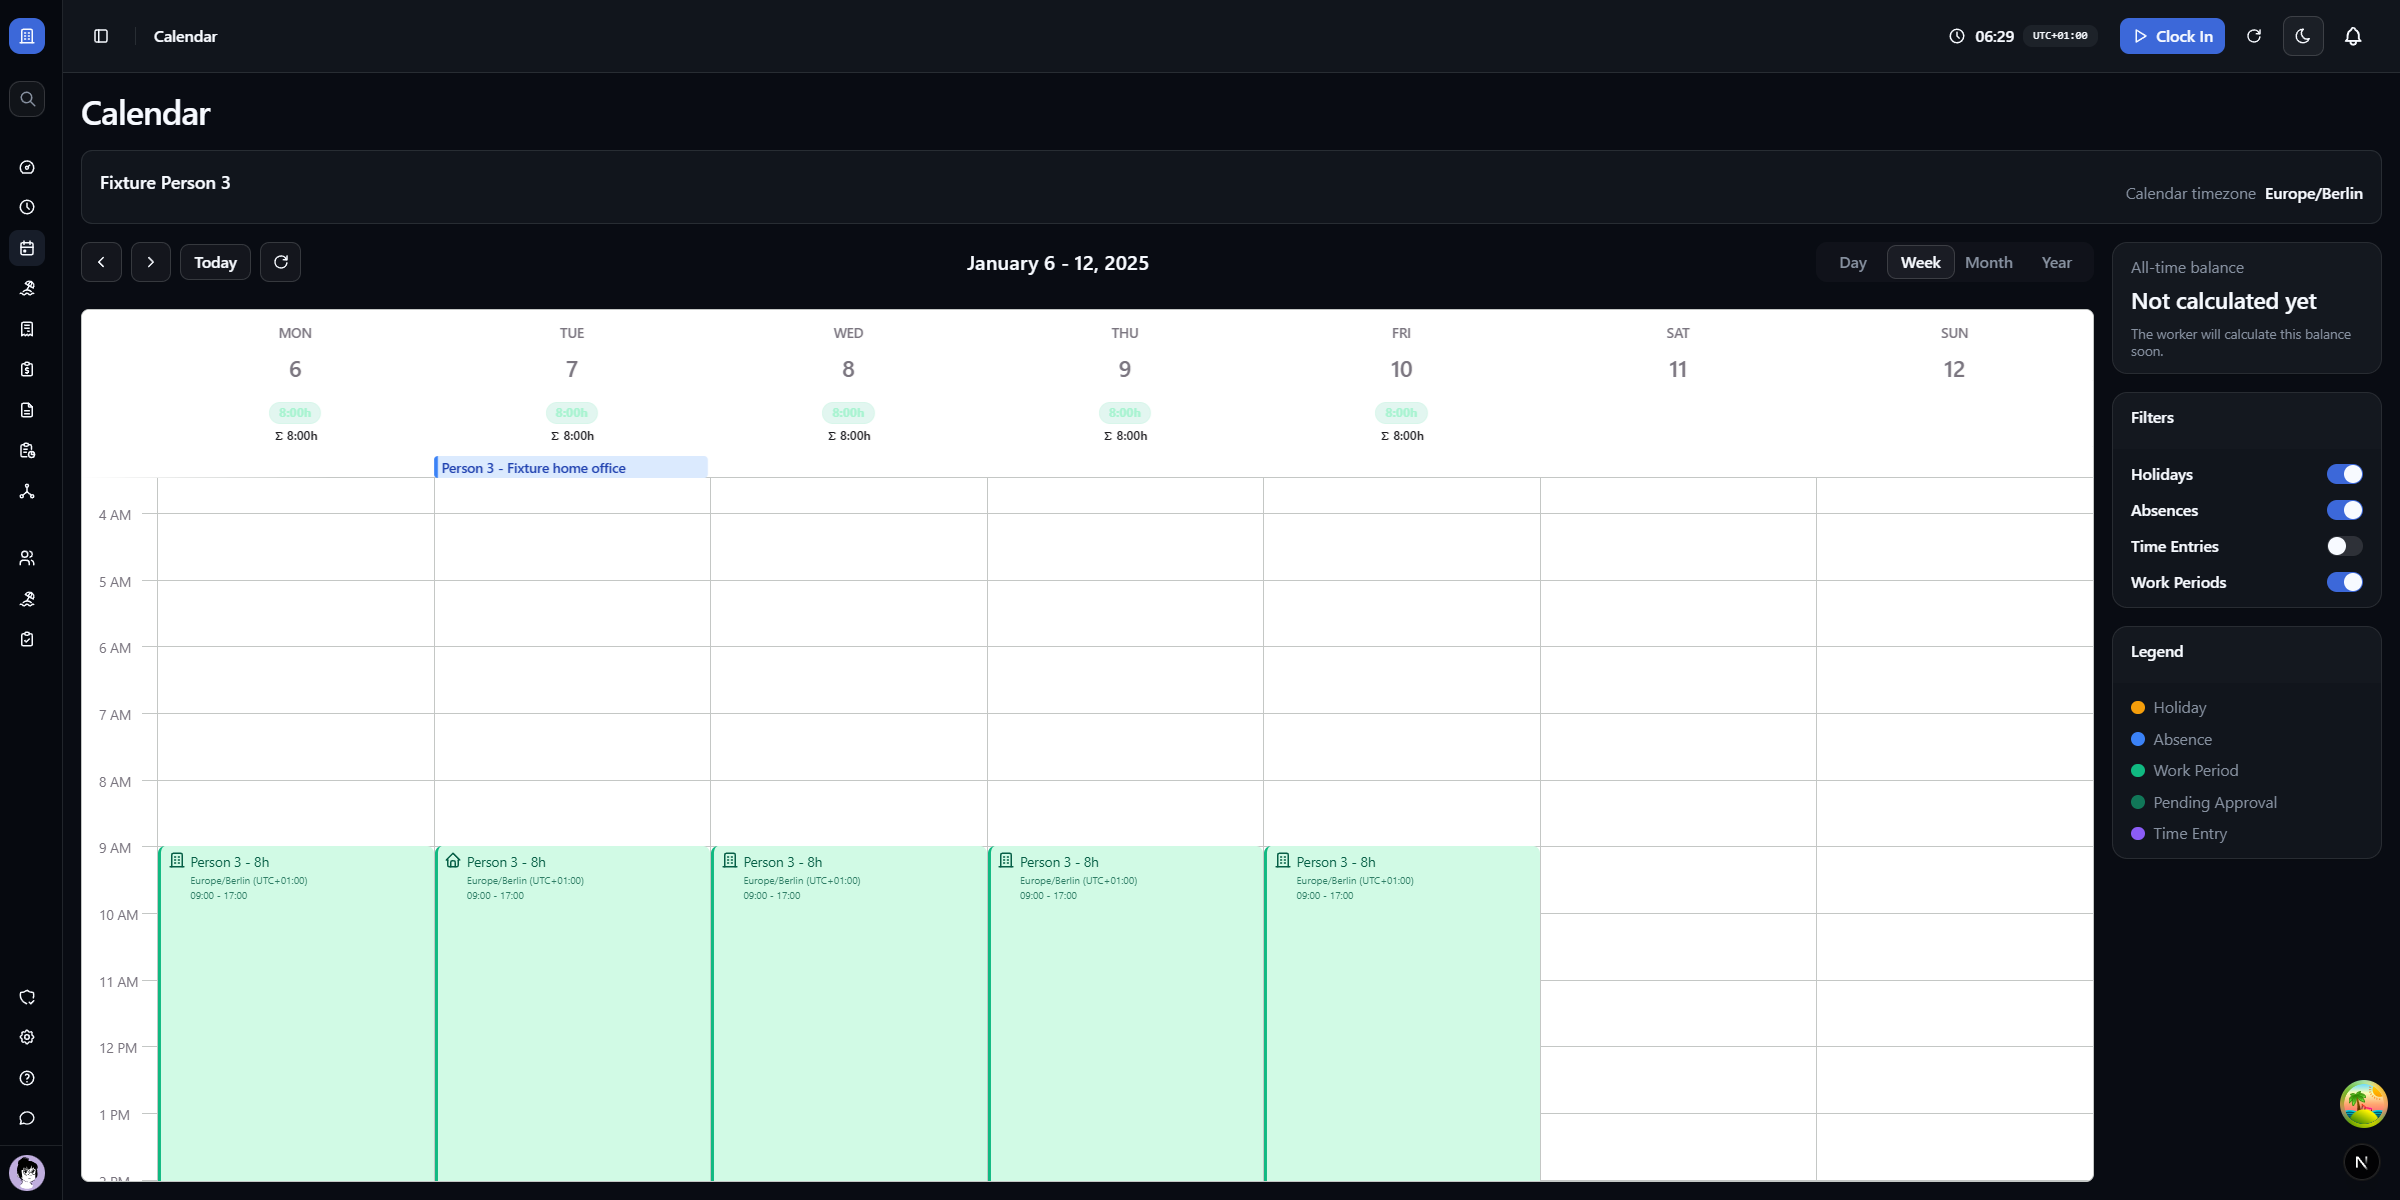 Calendar
06:29
UTC+01:00
Clock In
Calendar
Fixture Person 3
Calendar timezone Europe/Berlin
Today
January 6 - 12, 2025
Day
Week
Month
Year
MON
TUE
WED
THU
FRI
SAT
SUN
6
7
8
9
10
11
12
8:00h
8:00h
8:00h
8:00h
8:00h
Σ 8:00h
Σ 8:00h
Σ 8:00h
Σ 8:00h
Σ 8:00h
Person 3 - Fixture home office
4 AM
5 AM
6 AM
7 AM
8 AM
9 AM
10 AM
11 AM
12 PM
1 PM
2 PM
Person 3 - 8h
Europe/Berlin (UTC+01:00)
09:00 - 17:00
Person 3 - 8h
Europe/Berlin (UTC+01:00)
09:00 - 17:00
Person 3 - 8h
Europe/Berlin (UTC+01:00)
09:00 - 17:00
Person 3 - 8h
Europe/Berlin (UTC+01:00)
09:00 - 17:00
Person 3 - 8h
Europe/Berlin (UTC+01:00)
09:00 - 17:00
All-time balance
Not calculated yet
The worker will calculate this balance
soon.
Filters
Holidays
Absences
Time Entries
Work Periods
Legend
Holiday
Absence
Work Period
Pending Approval
Time Entry
N